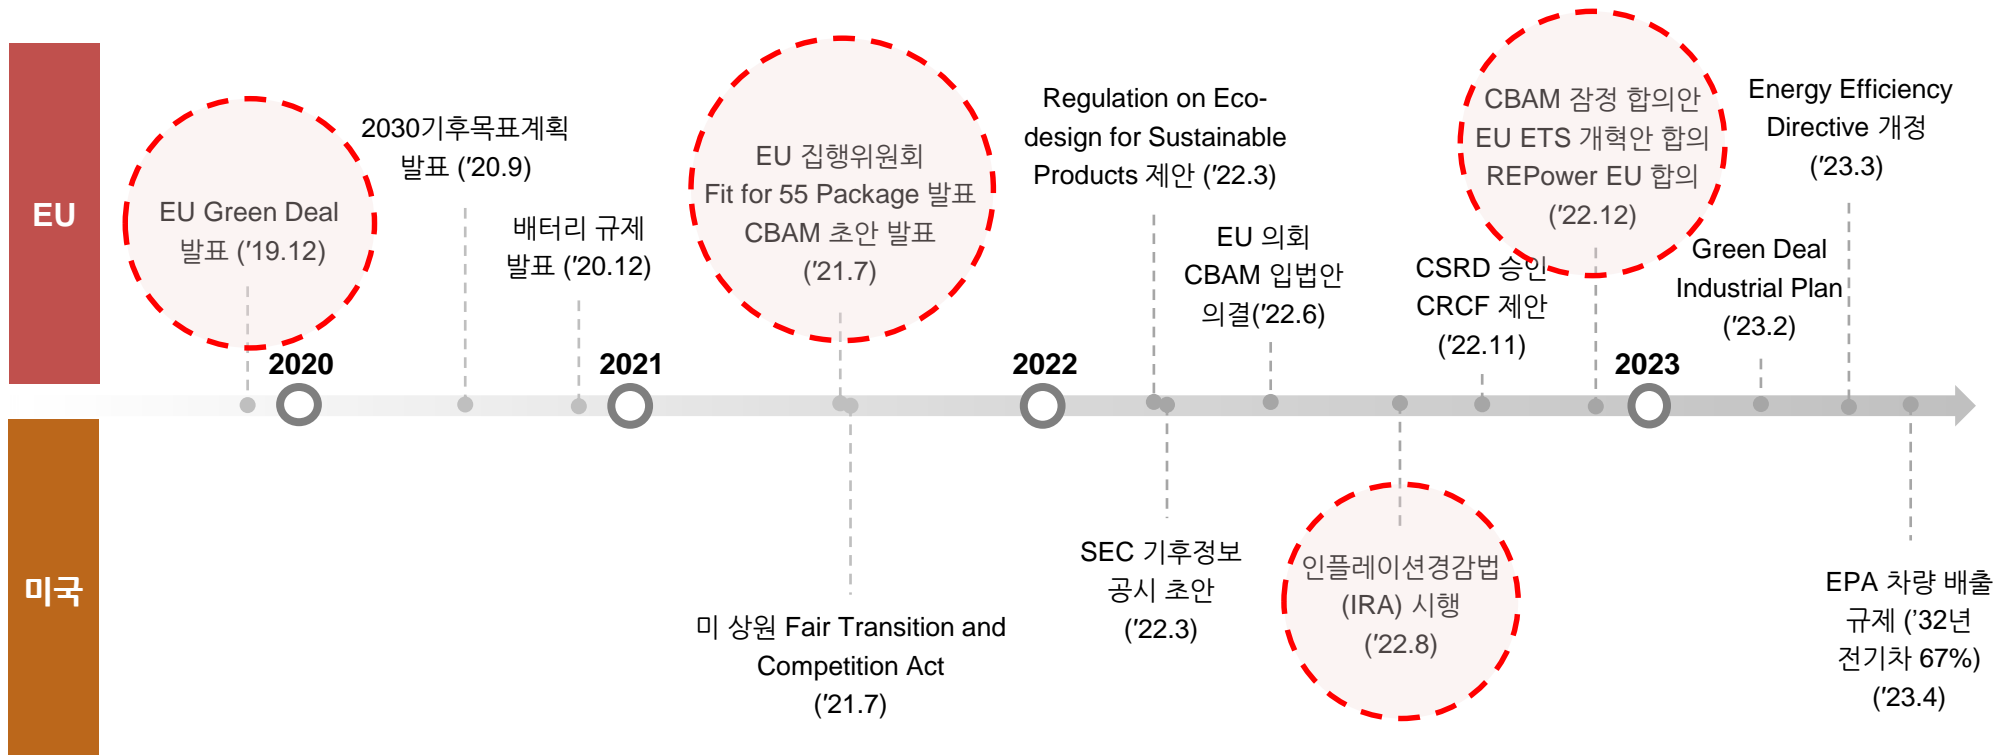 EU
EU Green Deal
발표 ('19.12)
2030기후목표계획
발표 ('20.9)
배터리 규제
발표 ('20.12)
EU 집행위원회
Fit for 55 Package 발표
CBAM 초안 발표
('21.7)
Regulation on Eco-
design for Sustainable
Products 제안 ('22.3)
EU 의회
CBAM 입법안
의결('22.6)
CSRD 승인
CRCF 제안
('22.11)
CBAM 잠정 합의안
EU ETS 개혁안 합의
REPower EU 합의
('22.12)
Green Deal
Industrial Plan
('23.2)
Energy Efficiency
Directive 개정
('23.3)
2020
2021
2022
2023
미국
미 상원 Fair Transition and
Competition Act
('21.7)
SEC 기후정보
공시 초안
('22.3)
인플레이션경감법
(IRA) 시행
('22.8)
EPA 차량 배출
규제 (’32년
전기차 67%)
('23.4)